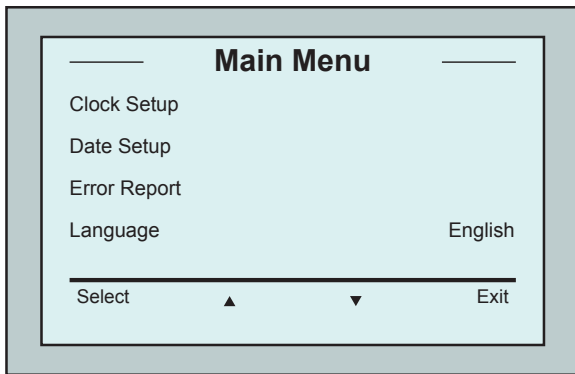 Main Menu
Clock Setup
Date Setup
Error Report
Language English
Select ▲ ▼ Exit